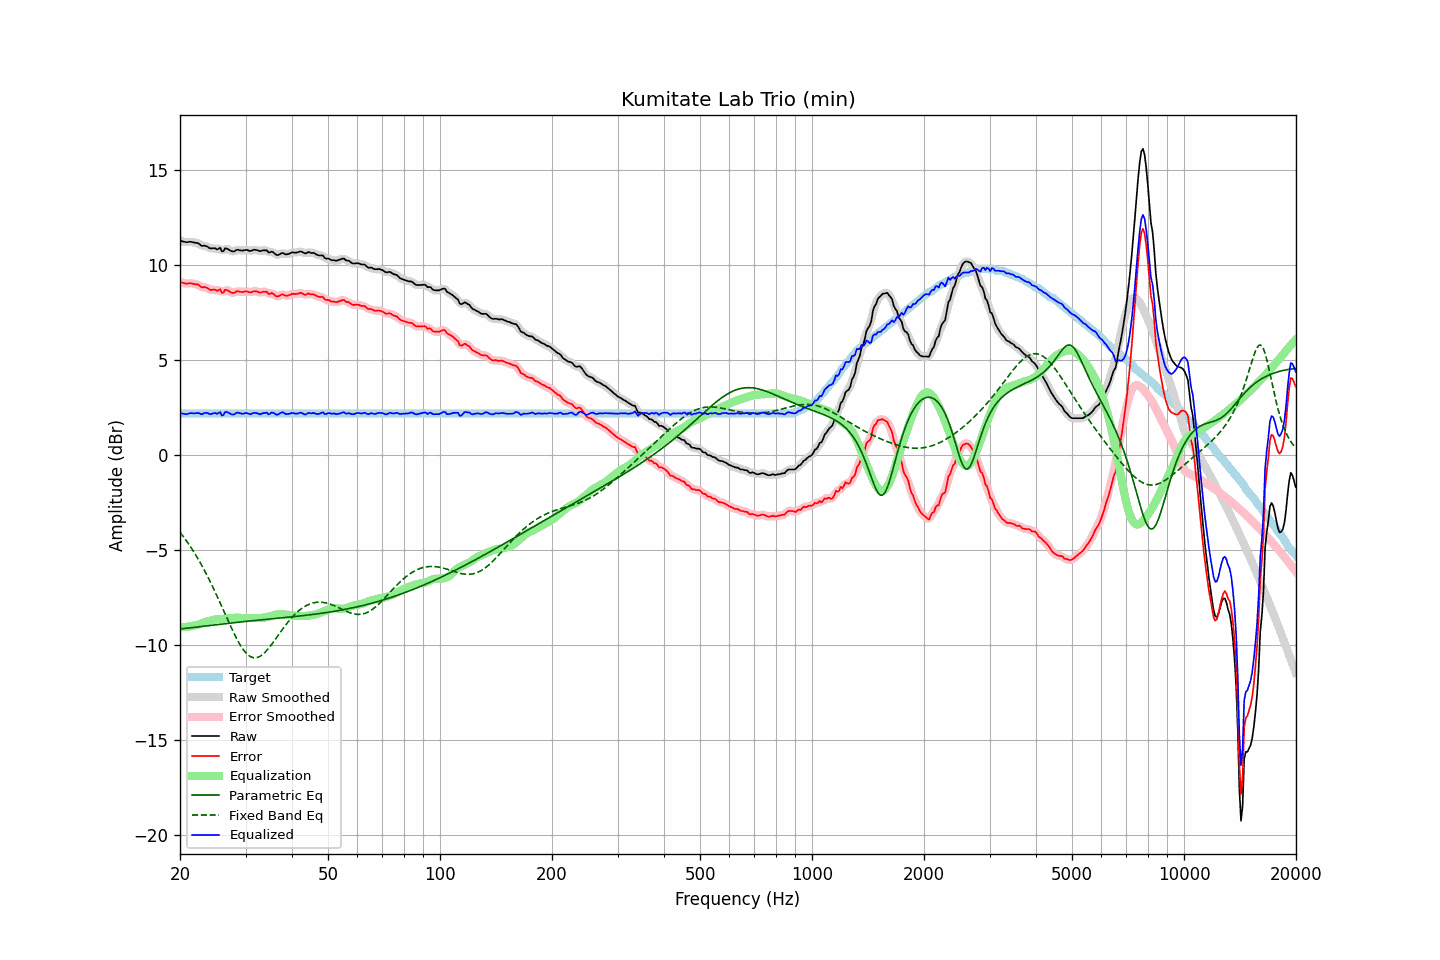 Kumitate Lab Trio (min)
Amplitude (dBr)
15
10
5
0
−5
−10
−15
−20
Target
Raw Smoothed
Error Smoothed
Raw
Error
Equalization
Parametric Eq
Fixed Band Eq
Equalized
20 50 100 200 500 1000 2000 5000 10000 20000
Frequency (Hz)